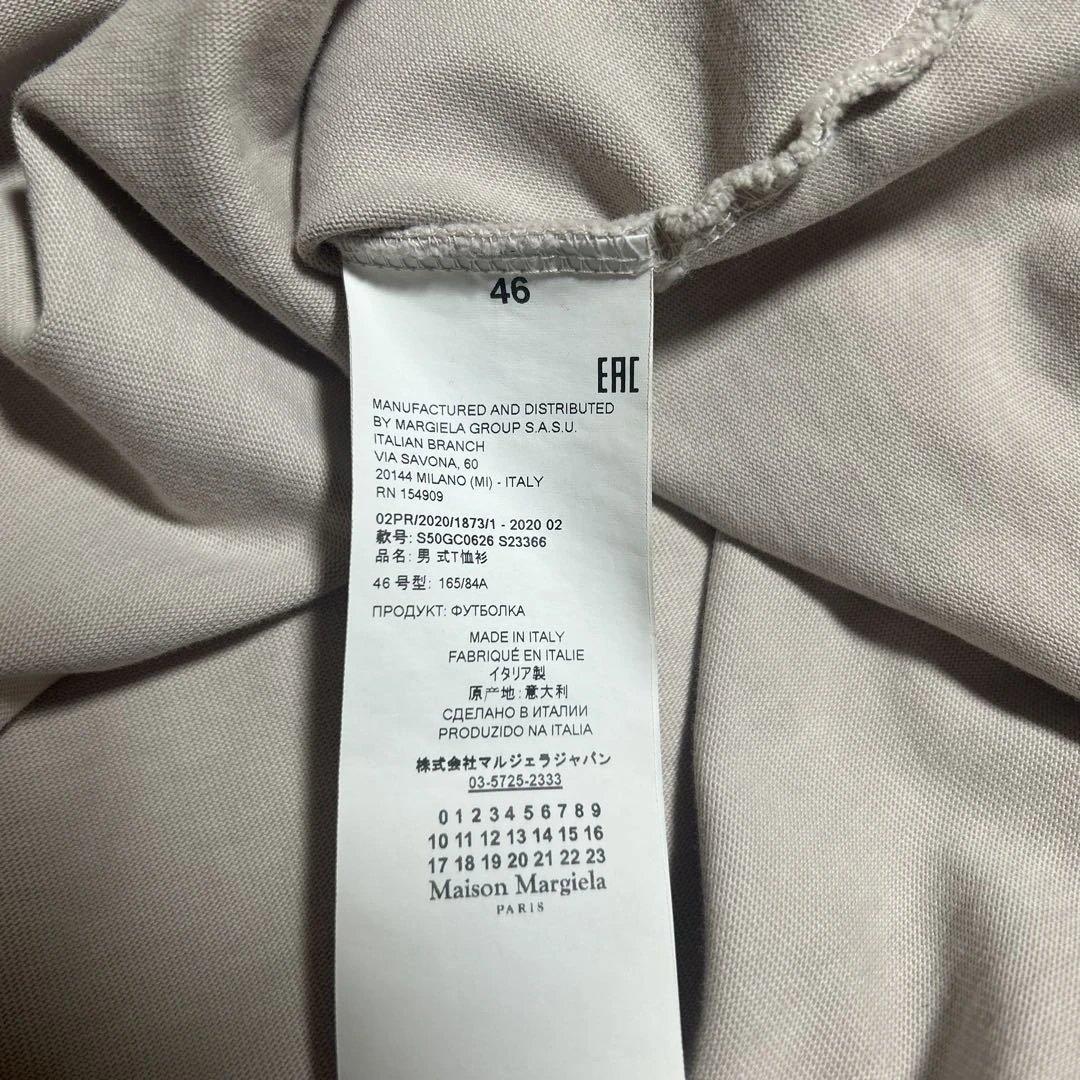 46
EAC
MANUFACTURED AND DISTRIBUTED
BY MARGIELA GROUP S.A.S.U.
ITALIAN BRANCH
VIA SAVONA, 60
20144 MILANO (MI) - ITALY
RN 154909
02PR/2020/1873/1 - 2020 02
款号: S50GC0626 S23366
品名: 男 式T恤衫
46 号型: 165/84A
ПРОДУКТ: ФУТБОЛКА
MADE IN ITALY
FABRIQUÉ EN ITALIE
イタリア製
原产地: 意大利
СДЕЛАНО В ИТАЛИИ
PRODUZIDO NA ITALIA
株式会社マルジェラジャパン
03-5725-2333
0 1 2 3 4 5 6 7 8 9
10 11 12 13 14 15 16
17 18 19 20 21 22 23
Maison Margiela
PARIS